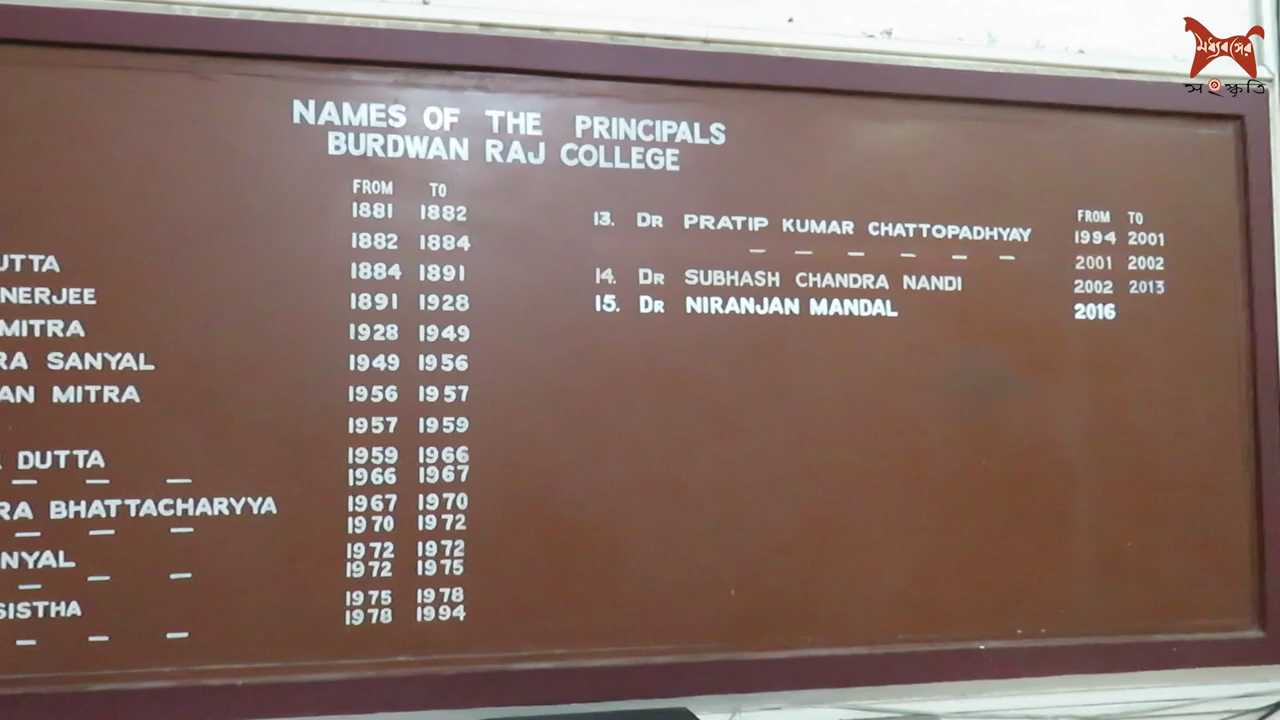 মধ্যবঙ্গের
সংস্কৃতি
NAMES OF THE PRINCIPALS
BURDWAN RAJ COLLEGE
FROM TO
1881 1882
1882 1884
UTTA 1884 1891
NERJEE 1891 1928
MITRA 1928 1949
RA SANYAL 1949 1956
AN MITRA 1956 1957
1957 1959
DUTTA 1959 1966
— — — 1966 1967
RA BHATTACHARYYA 1967 1970
— — — 1970 1972
NYAL 1972 1972
— — — 1972 1975
SISTHA 1975 1978
— — — 1978 1994
FROM TO
13. DR PRATIP KUMAR CHATTOPADHYAY 1994 2001
— — — — — — 2001 2002
14. DR SUBHASH CHANDRA NANDI 2002 2013
15. DR NIRANJAN MANDAL 2016